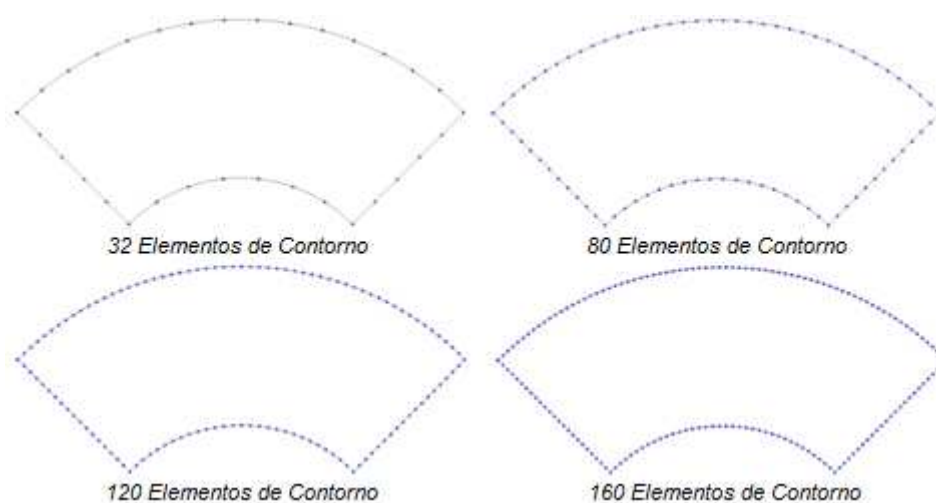 32 Elementos de Contorno
80 Elementos de Contorno
120 Elementos de Contorno
160 Elementos de Contorno